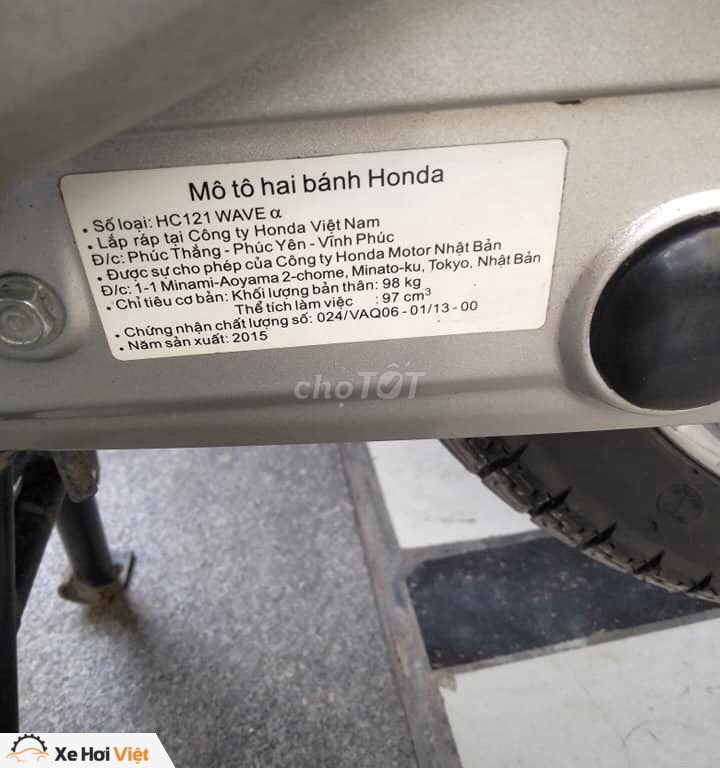 Mô tô hai bánh Honda
• Số loại: HC121 WAVE α
• Lắp ráp tại Công ty Honda Việt Nam
Đ/c: Phúc Thắng - Phúc Yên - Vĩnh Phúc
• Được sự cho phép của Công ty Honda Motor Nhật Bản
Đ/c: 1-1 Minami-Aoyama 2-chome, Minato-ku, Tokyo, Nhật Bản
• Chỉ tiêu cơ bản: Khối lượng bản thân: 98 kg
Thể tích làm việc : 97 cm³
• Chứng nhận chất lượng số: 024/VAQ06 - 01/13 - 00
• Năm sản xuất: 2015
chợTỐT
Xe Hơi Việt